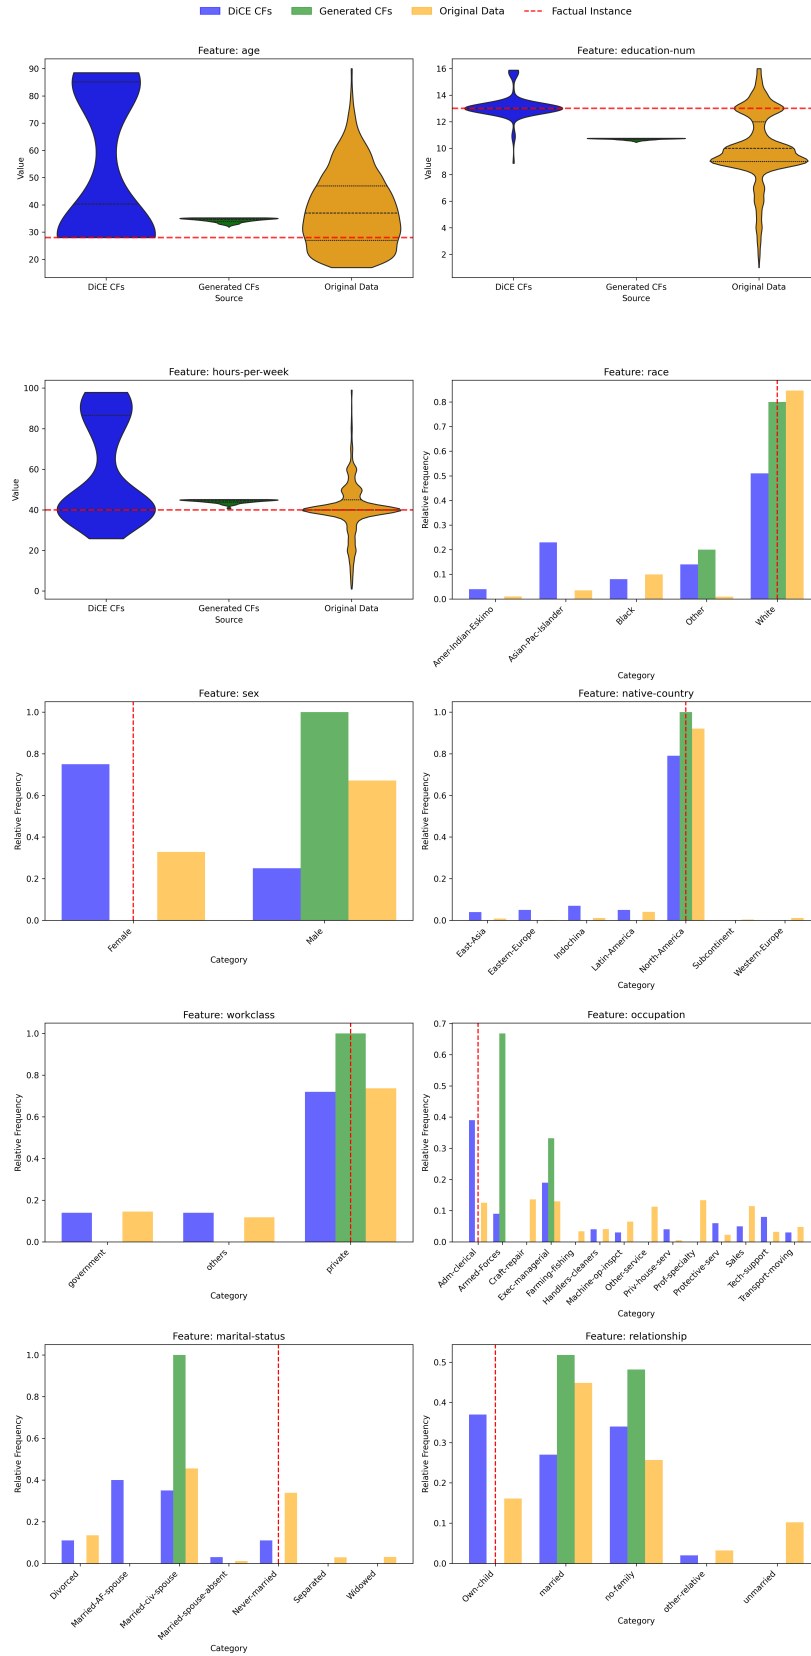 DiCE CFs Generated CFs Original Data Factual Instance
Feature: age
Value
90
80
70
60
50
40
30
20
DiCE CFs Generated CFs Original Data
Source
Feature: education-num
Value
16
14
12
10
8
6
4
2
DiCE CFs Generated CFs Original Data
Source
Feature: hours-per-week
Value
100
80
60
40
20
0
DiCE CFs Generated CFs Original Data
Source
Feature: race
Relative Frequency
0.8
0.7
0.6
0.5
0.4
0.3
0.2
0.1
0.0
Amer-Indian-Eskimo
Asian-Pac-Islander
Black
Other
White
Category
Feature: sex
Relative Frequency
1.0
0.8
0.6
0.4
0.2
0.0
Female
Male
Category
Feature: native-country
Relative Frequency
1.0
0.8
0.6
0.4
0.2
0.0
East-Asia
Eastern-Europe
Indochina
Latin-America
North-America
Subcontinent
Western-Europe
Category
Feature: workclass
Relative Frequency
1.0
0.8
0.6
0.4
0.2
0.0
government
others
private
Category
Feature: occupation
Relative Frequency
0.7
0.6
0.5
0.4
0.3
0.2
0.1
0.0
Adm-clerical
Armed-Forces
Craft-repair
Exec-managerial
Farming-fishing
Handlers-cleaners
Machine-op-inspct
Other-service
Priv-house-serv
Prof-specialty
Protective-serv
Sales
Tech-support
Transport-moving
Category
Feature: marital-status
Relative Frequency
1.0
0.8
0.6
0.4
0.2
0.0
Divorced
Married-AF-spouse
Married-civ-spouse
Married-spouse-absent
Never-married
Separated
Widowed
Category
Feature: relationship
Relative Frequency
0.5
0.4
0.3
0.2
0.1
0.0
Own-child
married
no-family
other-relative
unmarried
Category